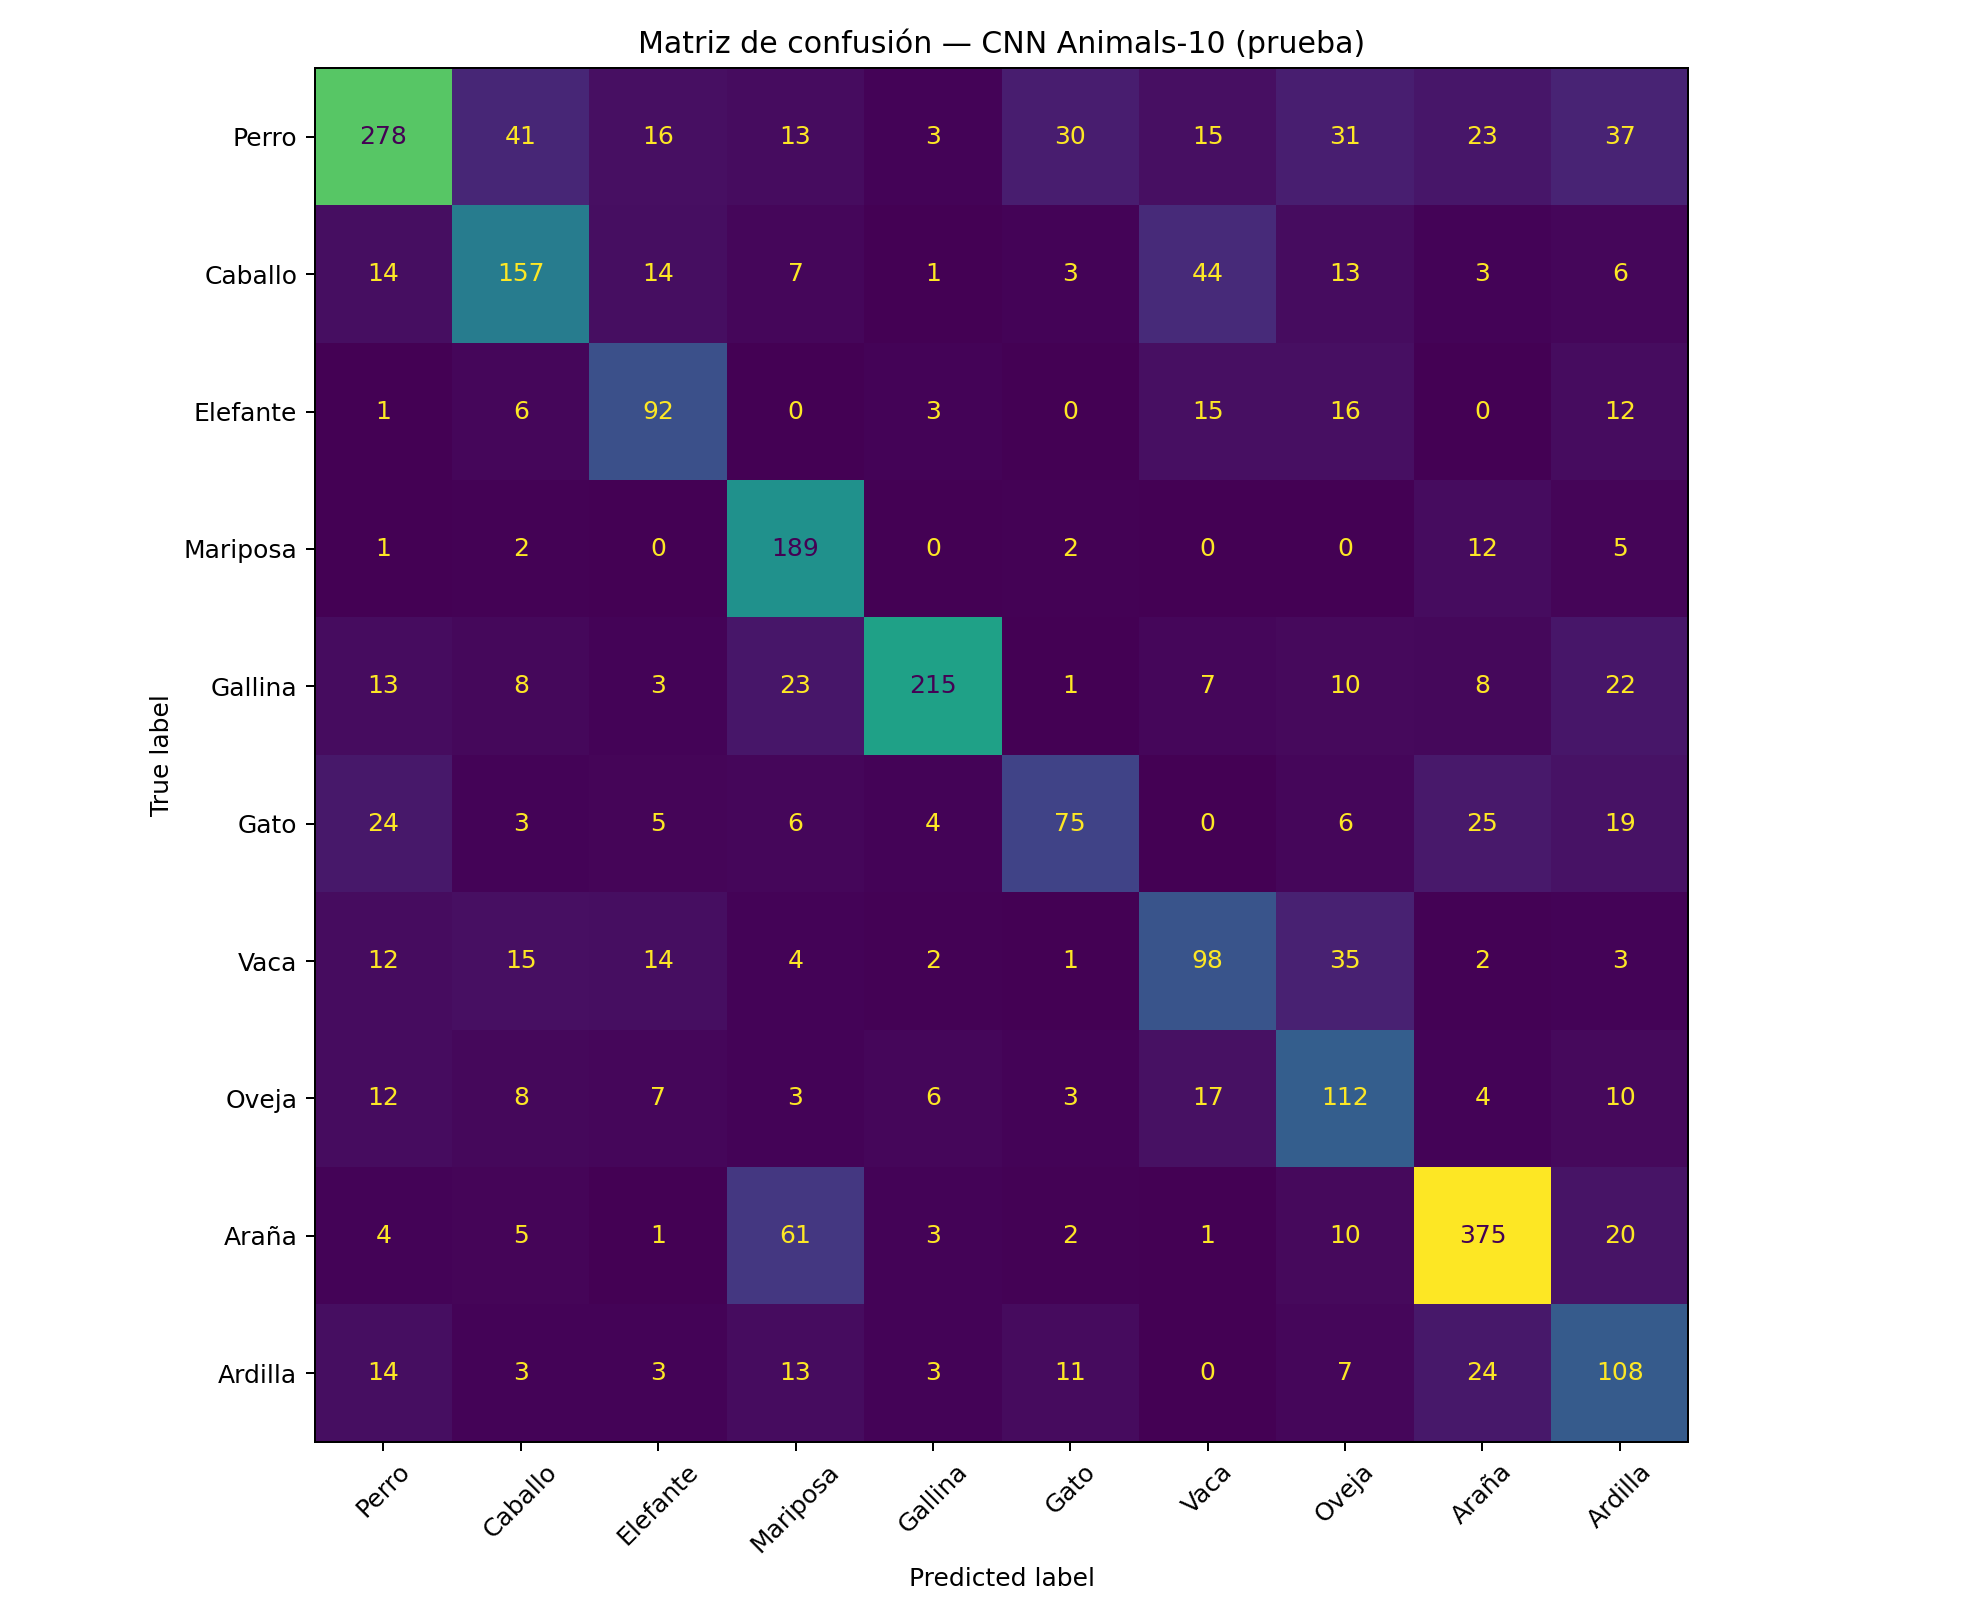 Matriz de confusión — CNN Animals-10 (prueba)
Perro 278 41 16 13 3 30 15 31 23 37
Caballo 14 157 14 7 1 3 44 13 3 6
Elefante 1 6 92 0 3 0 15 16 0 12
Mariposa 1 2 0 189 0 2 0 0 12 5
Gallina 13 8 3 23 215 1 7 10 8 22
Gato 24 3 5 6 4 75 0 6 25 19
Vaca 12 15 14 4 2 1 98 35 2 3
Oveja 12 8 7 3 6 3 17 112 4 10
Araña 4 5 1 61 3 2 1 10 375 20
Ardilla 14 3 3 13 3 11 0 7 24 108
True label
Perro Caballo Elefante Mariposa Gallina Gato Vaca Oveja Araña Ardilla
Predicted label